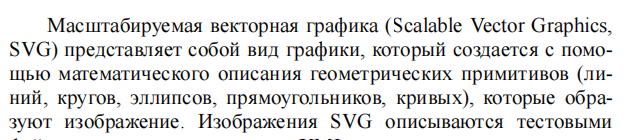 Масштабируемая векторная графика (Scalable Vector Graphics,
SVG) представляет собой вид графики, который создается с помо-
щью математического описания геометрических примитивов (ли-
ний, кругов, эллипсов, прямоугольников, кривых), которые обра-
зуют изображение. Изображения SVG описываются тестовыми